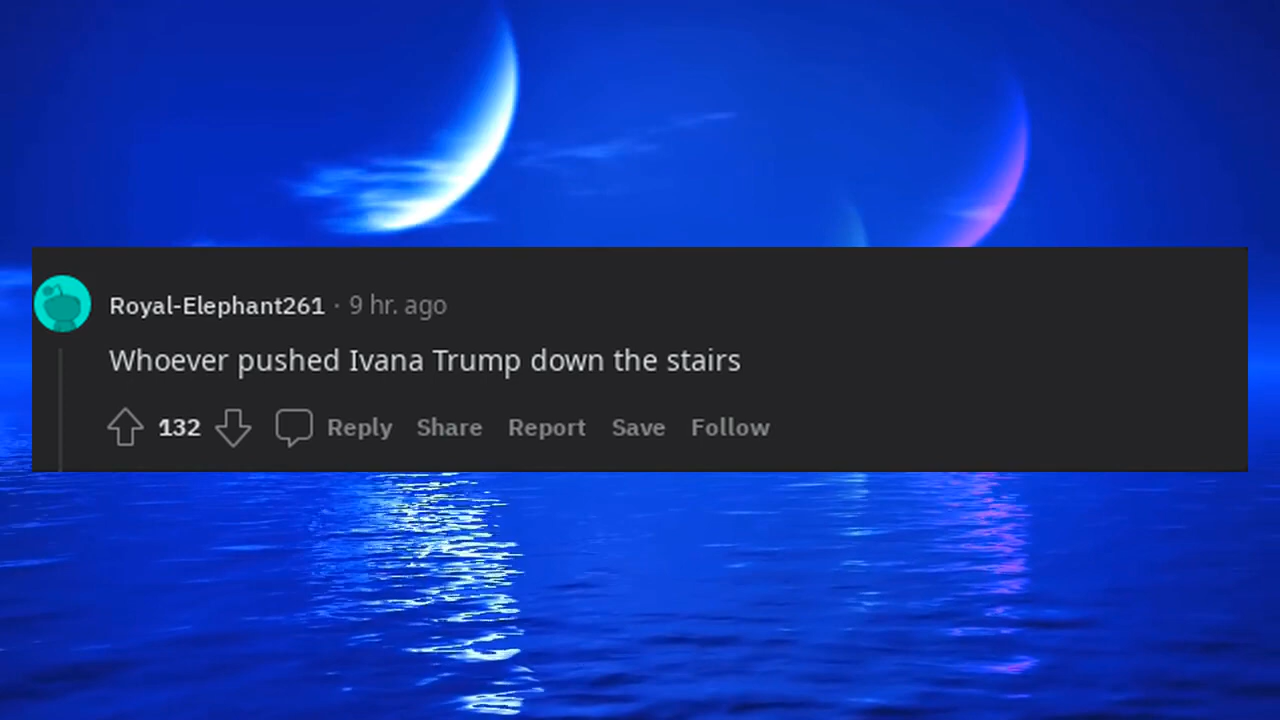 Royal-Elephant261 · 9 hr. ago
Whoever pushed Ivana Trump down the stairs
132 Reply Share Report Save Follow